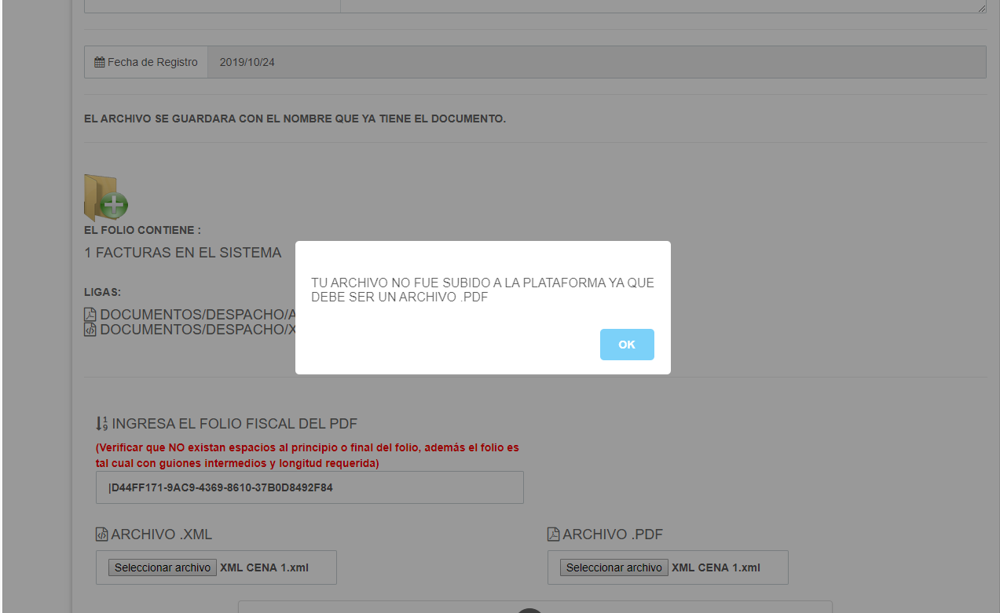 Fecha de Registro 2019/10/24
EL ARCHIVO SE GUARDARA CON EL NOMBRE QUE YA TIENE EL DOCUMENTO.
EL FOLIO CONTIENE :
1 FACTURAS EN EL SISTEMA
LIGAS:
DOCUMENTOS/DESPACHO/A
DOCUMENTOS/DESPACHO/X
TU ARCHIVO NO FUE SUBIDO A LA PLATAFORMA YA QUE
DEBE SER UN ARCHIVO .PDF
OK
INGRESA EL FOLIO FISCAL DEL PDF
(Verificar que NO existan espacios al principio o final del folio, además el folio es
tal cual con guiones intermedios y longitud requerida)
|D44FF171-9AC9-4369-8610-37B0D8492F84
ARCHIVO .XML
Seleccionar archivo XML CENA 1.xml
ARCHIVO .PDF
Seleccionar archivo XML CENA 1.xml